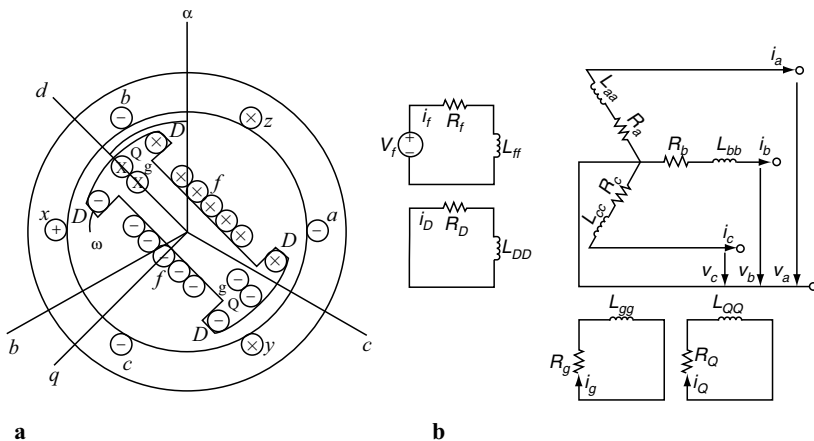 α
d
b
z
D
Q
g
X
X
f
x
D
ω
a
D
f
g
Q
D
b
q
c
y
c
a
i_f
R_f
V_f
L_ff
i_D
R_D
L_DD
i_a
L_aa
R_a
L_bb
i_b
R_b
R_c
L_cc
i_c
v_c
v_b
v_a
L_gg
L_QQ
R_g
i_g
R_Q
i_Q
b